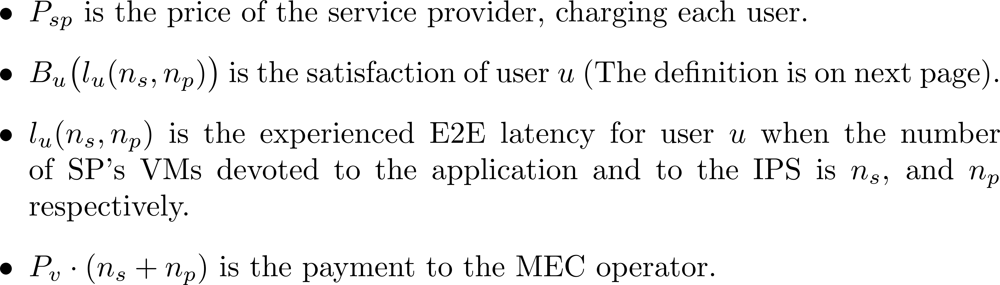 • $P_{sp}$ is the price of the service provider, charging each user.
• $B_u\big(l_u(n_s, n_p)\big)$ is the satisfaction of user $u$ (The definition is on next page).
• $l_u(n_s, n_p)$ is the experienced E2E latency for user $u$ when the number
of SP's VMs devoted to the application and to the IPS is $n_s$, and $n_p$
respectively.
• $P_v \cdot (n_s + n_p)$ is the payment to the MEC operator.